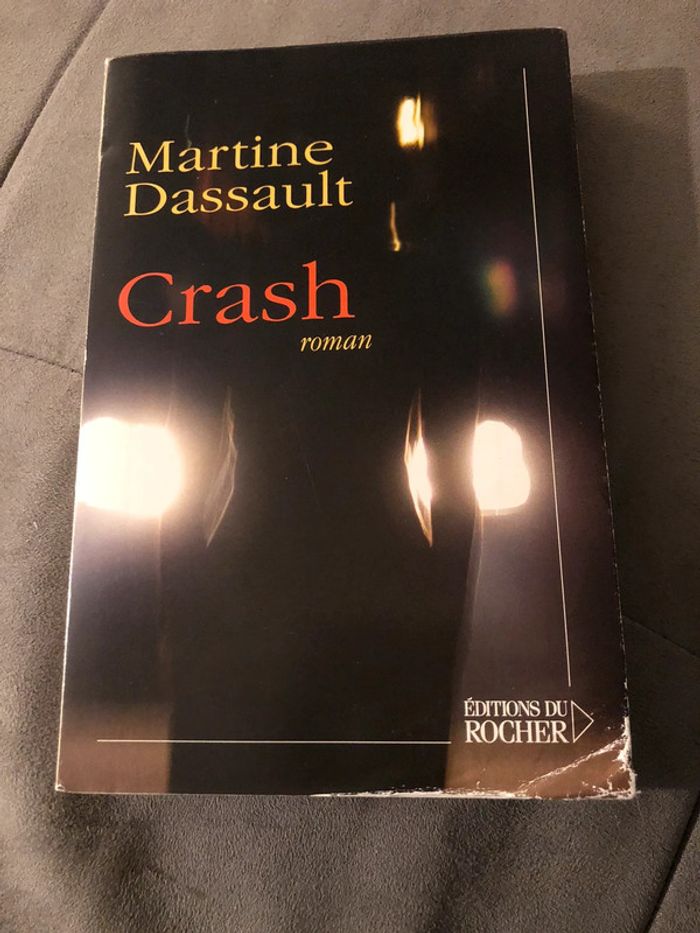 Martine
Dassault
Crash
roman
ÉDITIONS DU
ROCHER